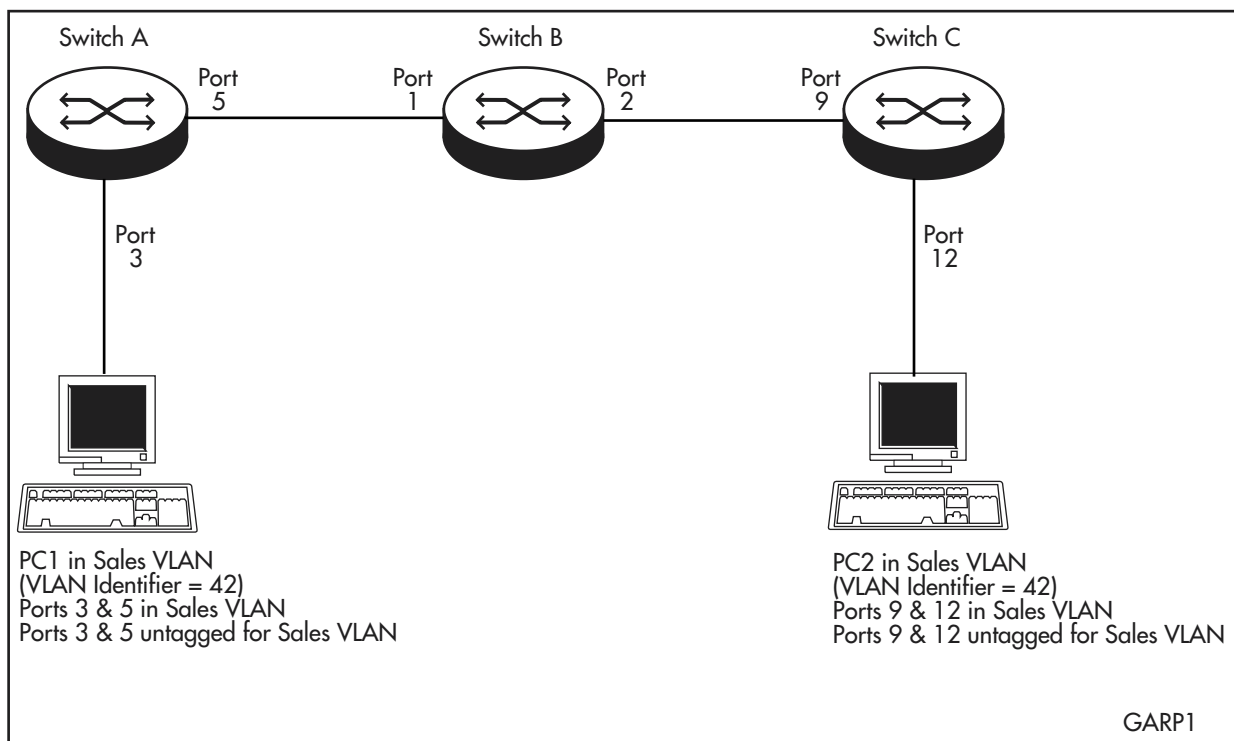 Switch A
Switch B
Switch C
Port
5
Port
1
Port
2
Port
9
Port
3
Port
12
PC1 in Sales VLAN
(VLAN Identifier = 42)
Ports 3 & 5 in Sales VLAN
Ports 3 & 5 untagged for Sales VLAN
PC2 in Sales VLAN
(VLAN Identifier = 42)
Ports 9 & 12 in Sales VLAN
Ports 9 & 12 untagged for Sales VLAN
GARP1